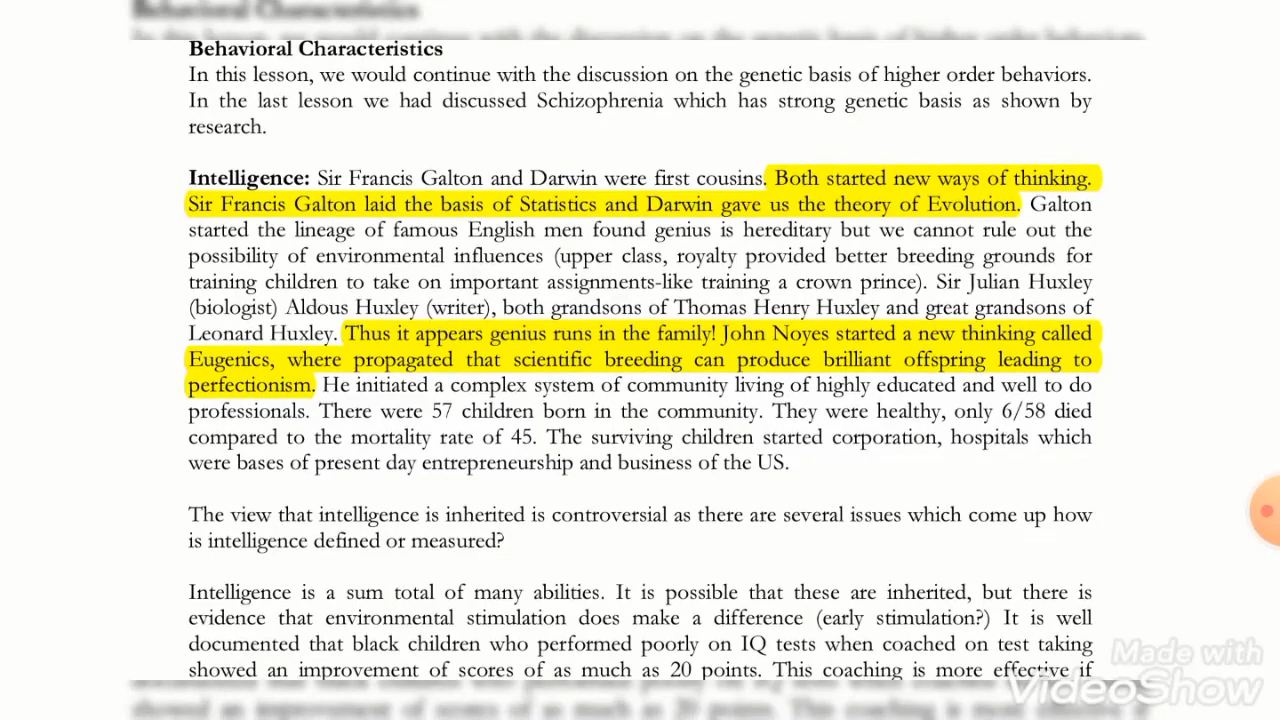 Behavioral Characteristics
Behavioral Characteristics
In this lesson, we would continue with the discussion on the genetic basis of higher order behaviors.
In the last lesson we had discussed Schizophrenia which has strong genetic basis as shown by
research.
Intelligence: Sir Francis Galton and Darwin were first cousins. Both started new ways of thinking.
Sir Francis Galton laid the basis of Statistics and Darwin gave us the theory of Evolution. Galton
started the lineage of famous English men found genius is hereditary but we cannot rule out the
possibility of environmental influences (upper class, royalty provided better breeding grounds for
training children to take on important assignments-like training a crown prince). Sir Julian Huxley
(biologist) Aldous Huxley (writer), both grandsons of Thomas Henry Huxley and great grandsons of
Leonard Huxley. Thus it appears genius runs in the family! John Noyes started a new thinking called
Eugenics, where propagated that scientific breeding can produce brilliant offspring leading to
perfectionism. He initiated a complex system of community living of highly educated and well to do
professionals. There were 57 children born in the community. They were healthy, only 6/58 died
compared to the mortality rate of 45. The surviving children started corporation, hospitals which
were bases of present day entrepreneurship and business of the US.
The view that intelligence is inherited is controversial as there are several issues which come up how
is intelligence defined or measured?
Intelligence is a sum total of many abilities. It is possible that these are inherited, but there is
evidence that environmental stimulation does make a difference (early stimulation?) It is well
documented that black children who performed poorly on IQ tests when coached on test taking
showed an improvement of scores of as much as 20 points. This coaching is more effective if
Made with
VideoShow